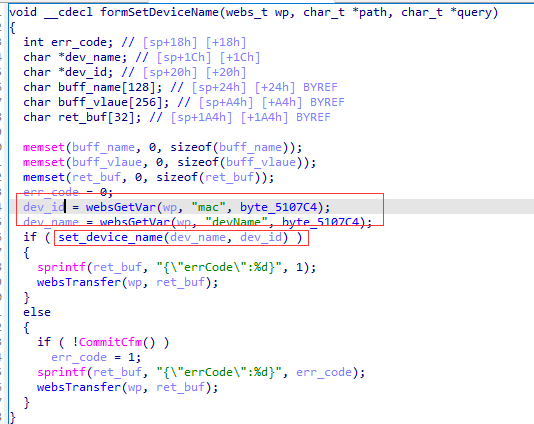 void __cdecl formSetDeviceName(webs_t wp, char_t *path, char_t *query)
{
int err_code; // [sp+18h] [+18h]
char *dev_name; // [sp+1Ch] [+1Ch]
char *dev_id; // [sp+20h] [+20h]
char buff_name[128]; // [sp+24h] [+24h] BYREF
char buff_vlaue[256]; // [sp+A4h] [+A4h] BYREF
char ret_buf[32]; // [sp+1A4h] [+1A4h] BYREF
memset(buff_name, 0, sizeof(buff_name));
memset(buff_vlaue, 0, sizeof(buff_vlaue));
memset(ret_buf, 0, sizeof(ret_buf));
err_code = 0;
dev_id = websGetVar(wp, "mac", byte_5107C4);
dev_name = websGetVar(wp, "devName", byte_5107C4);
if ( set_device_name(dev_name, dev_id) )
{
sprintf(ret_buf, "{\"errCode\":%d}", 1);
websTransfer(wp, ret_buf);
}
else
{
if ( !CommitCfm() )
err_code = 1;
sprintf(ret_buf, "{\"errCode\":%d}", err_code);
websTransfer(wp, ret_buf);
}
}